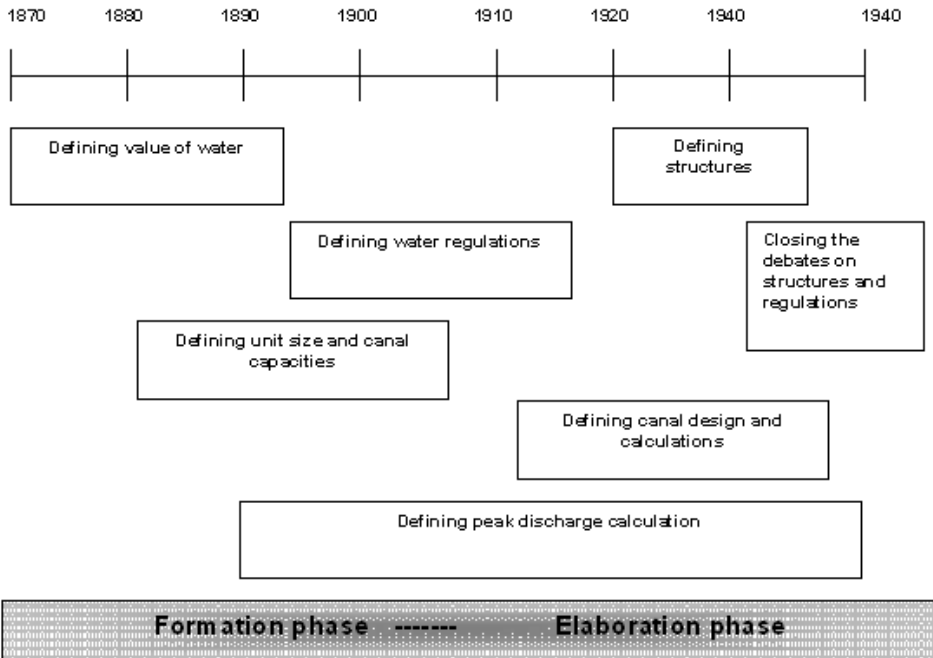 1870 1880 1890 1900 1910 1920 1940 1940
Defining value of water
Defining
structures
Defining water regulations
Closing the
debates on
structures and
regulations
Defining unit size and canal
capacities
Defining canal design and
calculations
Defining peak discharge calculation
Formation phase ------- Elaboration phase